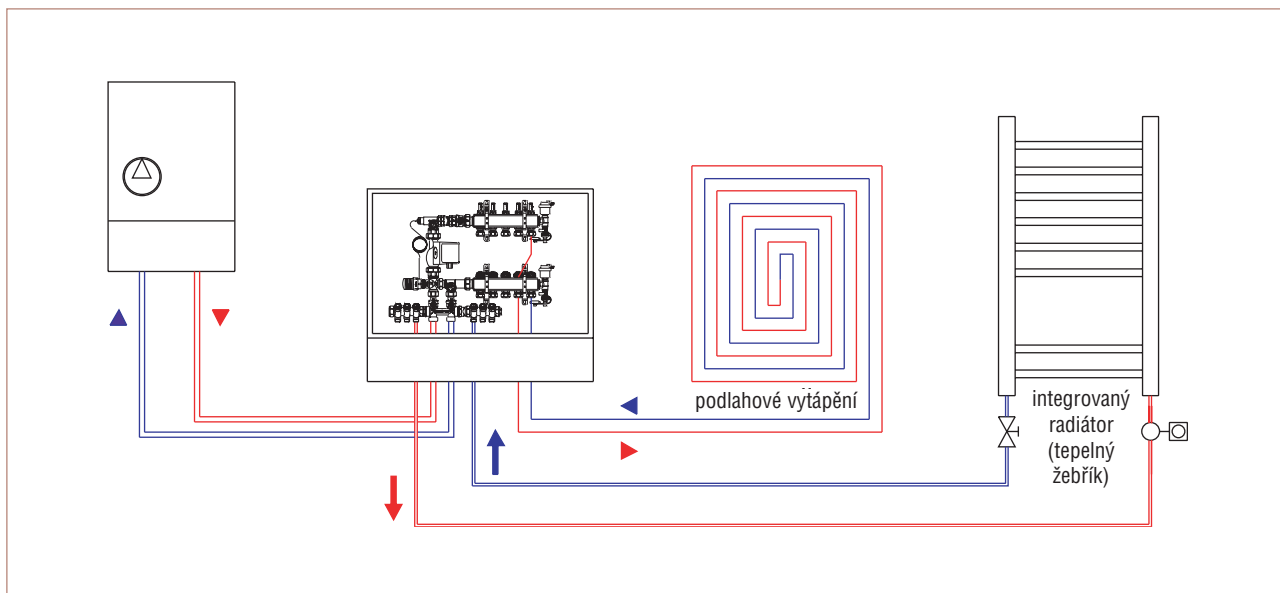 podlahové vytápění
integrovaný
radiátor
(tepelný
žebřík)